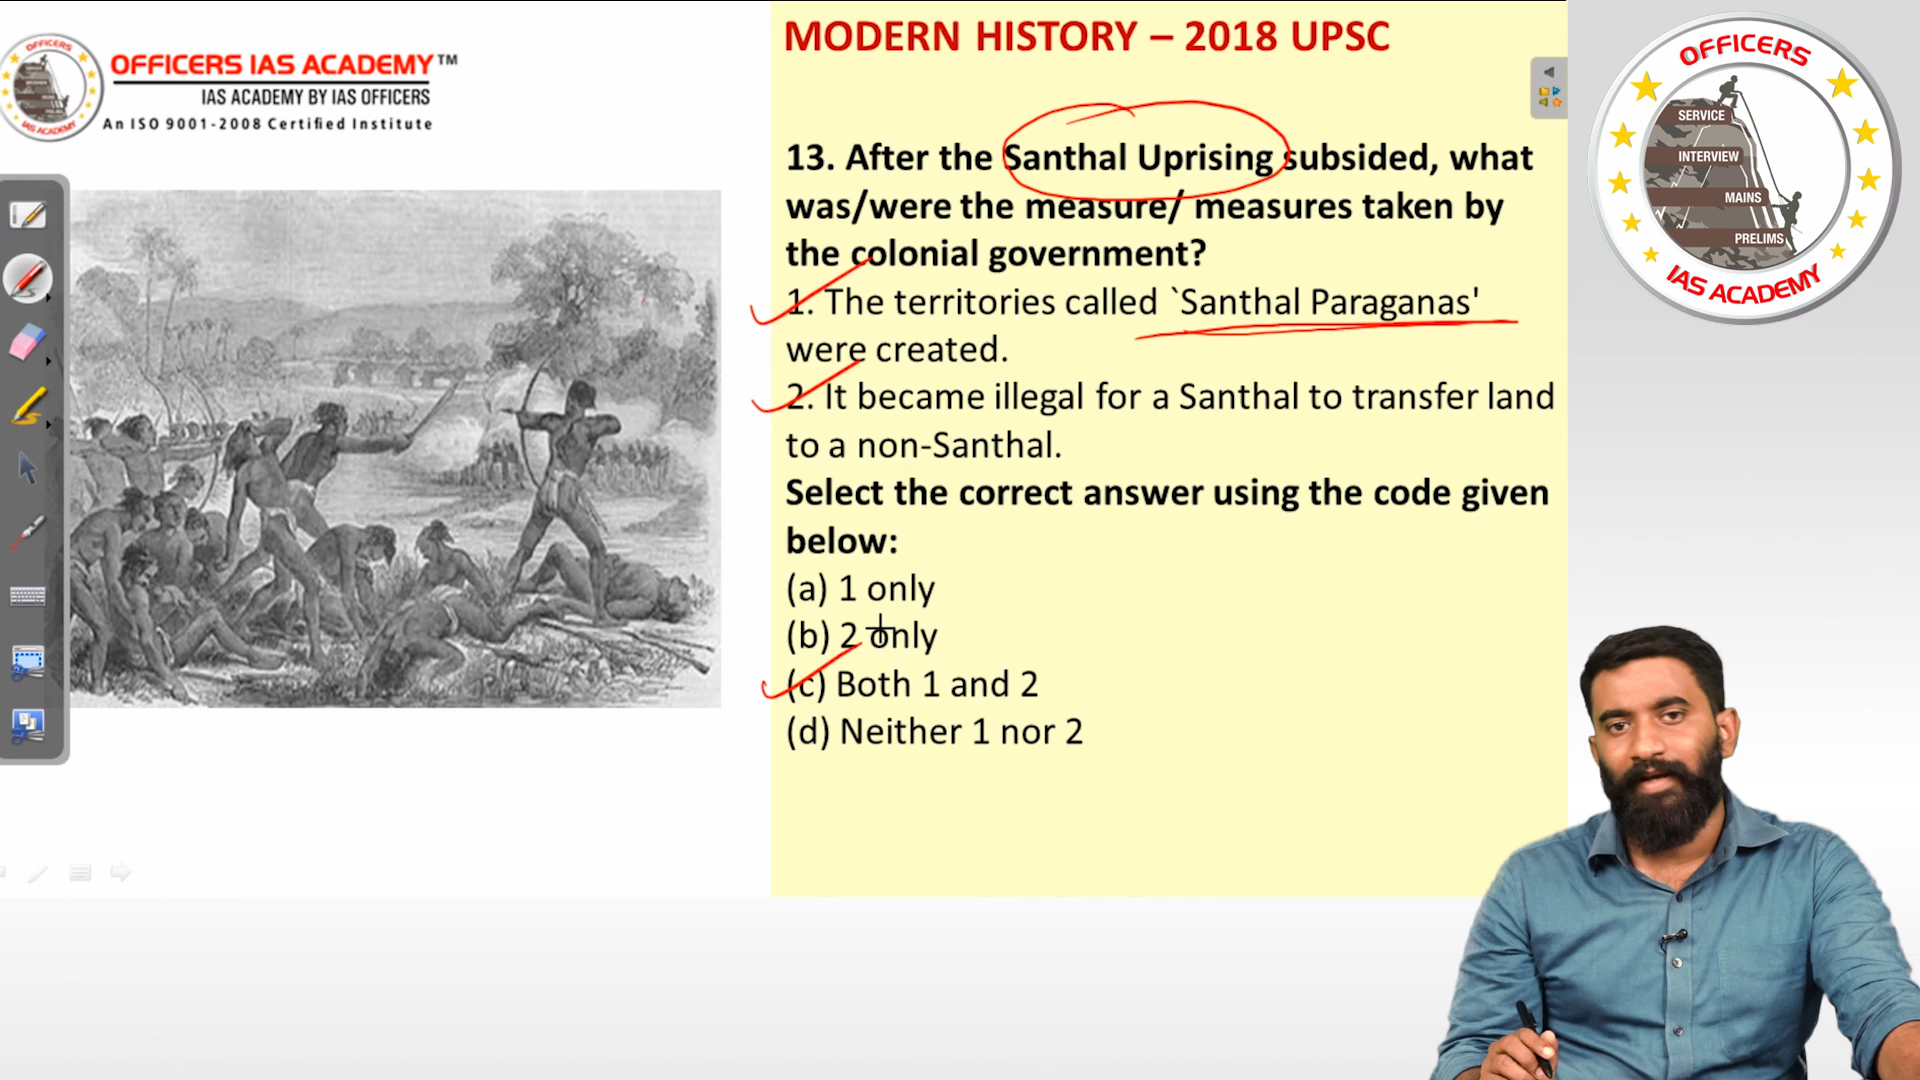 OFFICERS
IAS ACADEMY
OFFICERS IAS ACADEMY™
IAS ACADEMY BY IAS OFFICERS
An ISO 9001-2008 Certified Institute
MODERN HISTORY – 2018 UPSC
13. After the Santhal Uprising subsided, what
was/were the measure/ measures taken by
the colonial government?
1. The territories called `Santhal Paraganas'
were created.
2. It became illegal for a Santhal to transfer land
to a non-Santhal.
Select the correct answer using the code given
below:
(a) 1 only
(b) 2 only
(c) Both 1 and 2
(d) Neither 1 nor 2
OFFICERS
SERVICE
INTERVIEW
MAINS
PRELIMS
IAS ACADEMY